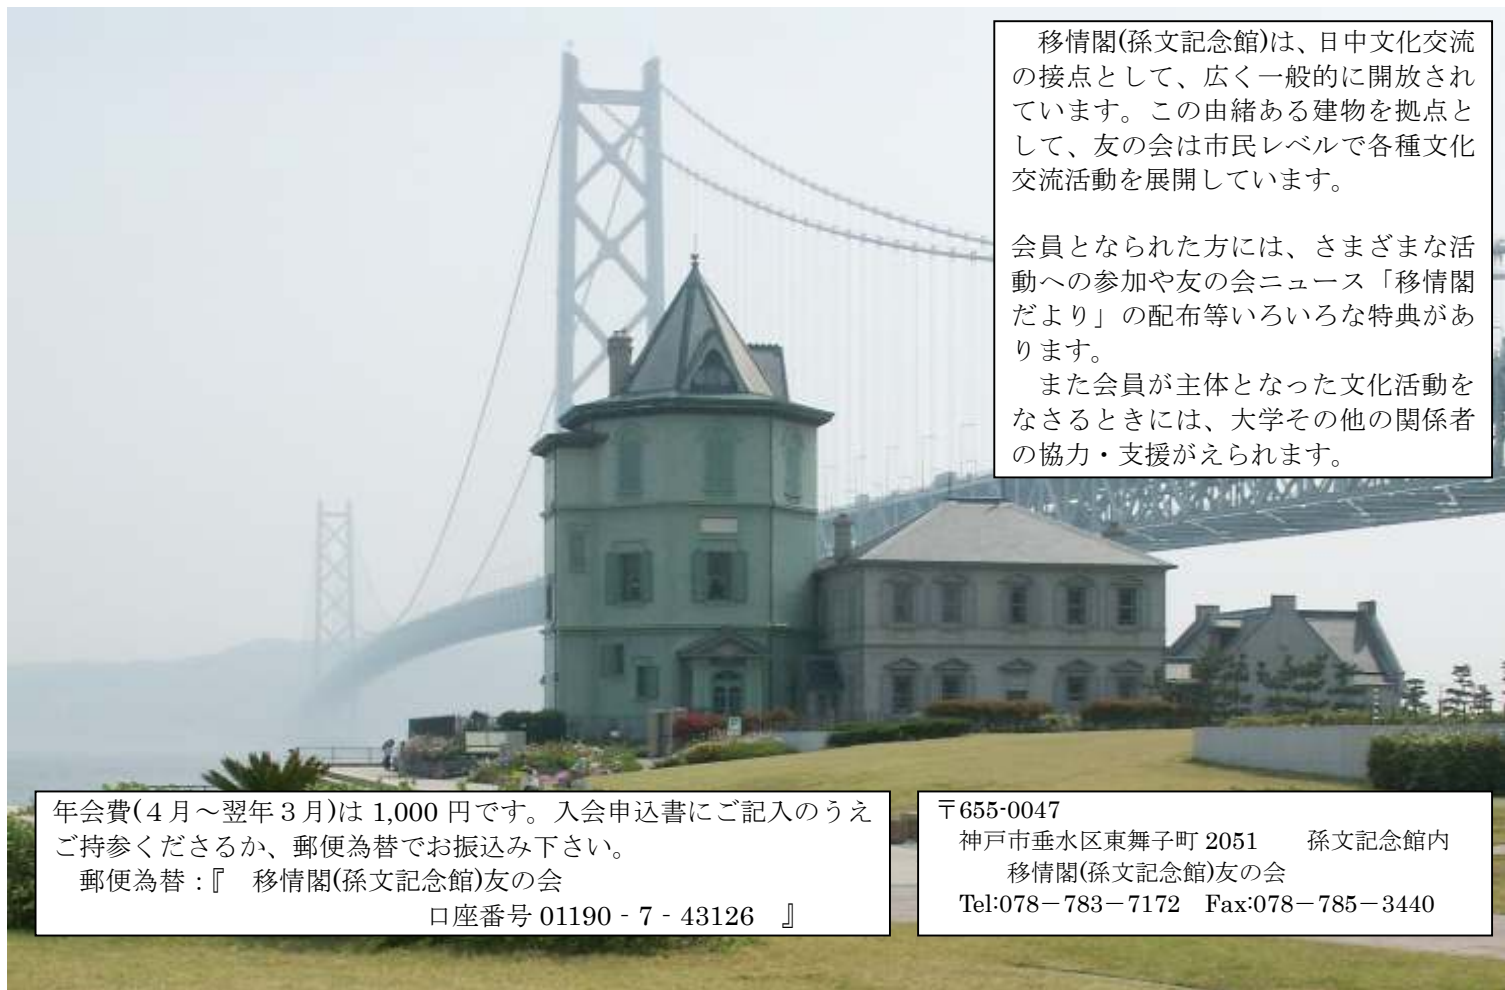 移情閣(孫文記念館)は、日中文化交流
の接点として、広く一般的に開放され
ています。この由緒ある建物を拠点と
して、友の会は市民レベルで各種文化
交流活動を展開しています。
会員となられた方には、さまざまな活
動への参加や友の会ニュース「移情閣
だより」の配布等いろいろな特典があ
ります。
また会員が主体となった文化活動を
なさるときには、大学その他の関係者
の協力・支援がえられます。
年会費(４月～翌年３月)は 1,000 円です。入会申込書にご記入のうえ
ご持参くださるか、郵便為替でお振込み下さい。
郵便為替：『　移情閣(孫文記念館)友の会
口座番号 01190‐7‐43126　』
〒655-0047
神戸市垂水区東舞子町 2051　　孫文記念館内
移情閣(孫文記念館)友の会
Tel:078－783－7172　Fax:078－785－3440